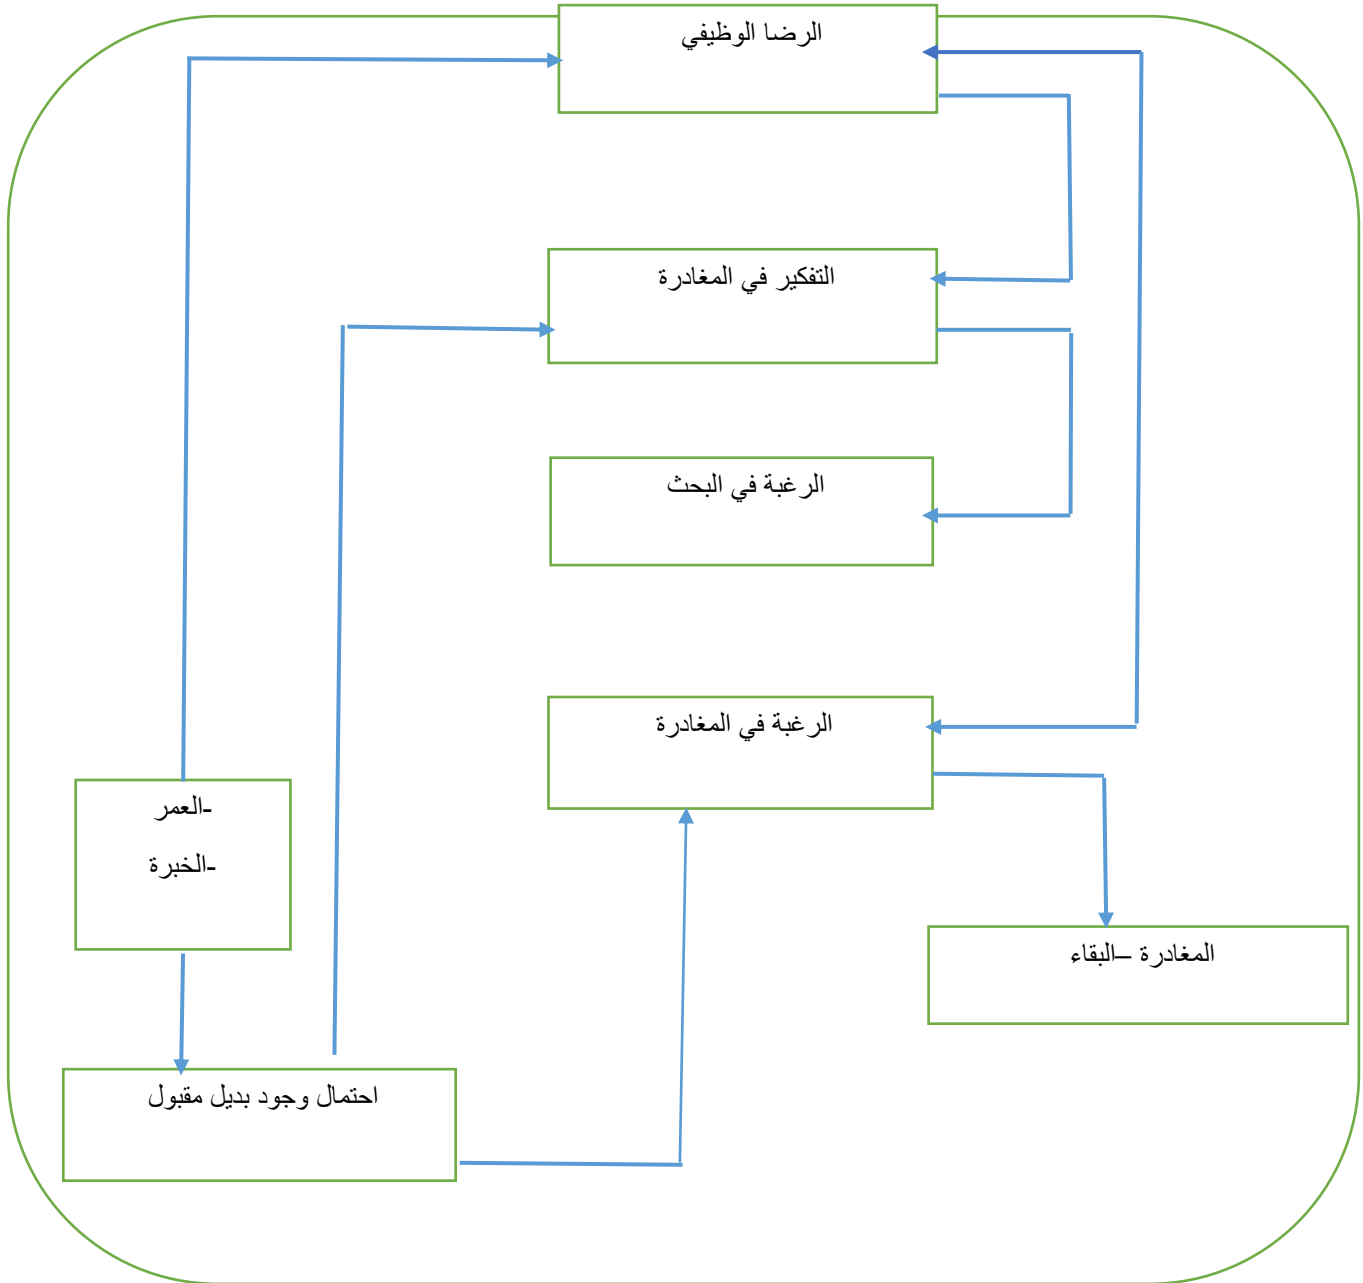 الرضا الوظيفي
التفكير في المغادرة
الرغبة في البحث
الرغبة في المغادرة
-العمر
-الخبرة
المغادرة –البقاء
احتمال وجود بديل مقبول